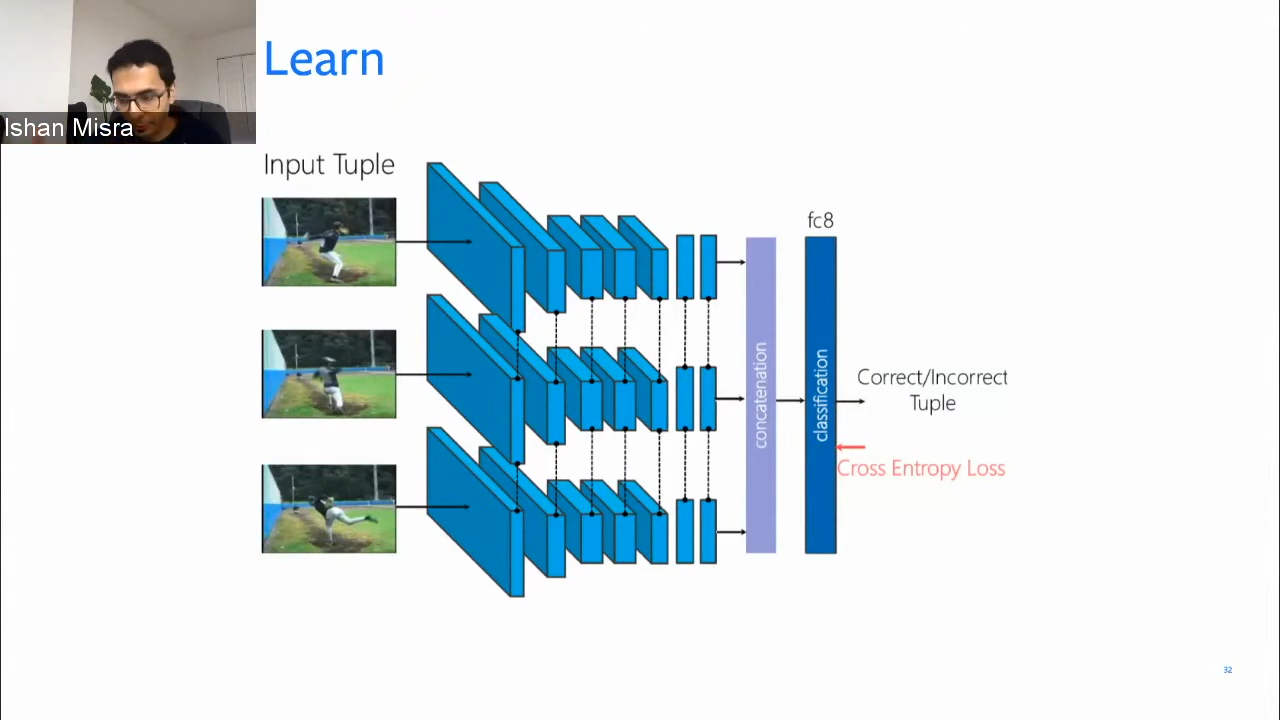 Ishan Misra
Learn
Input Tuple
fc8
concatenation
classification
Correct/Incorrect
Tuple
Cross Entropy Loss
32